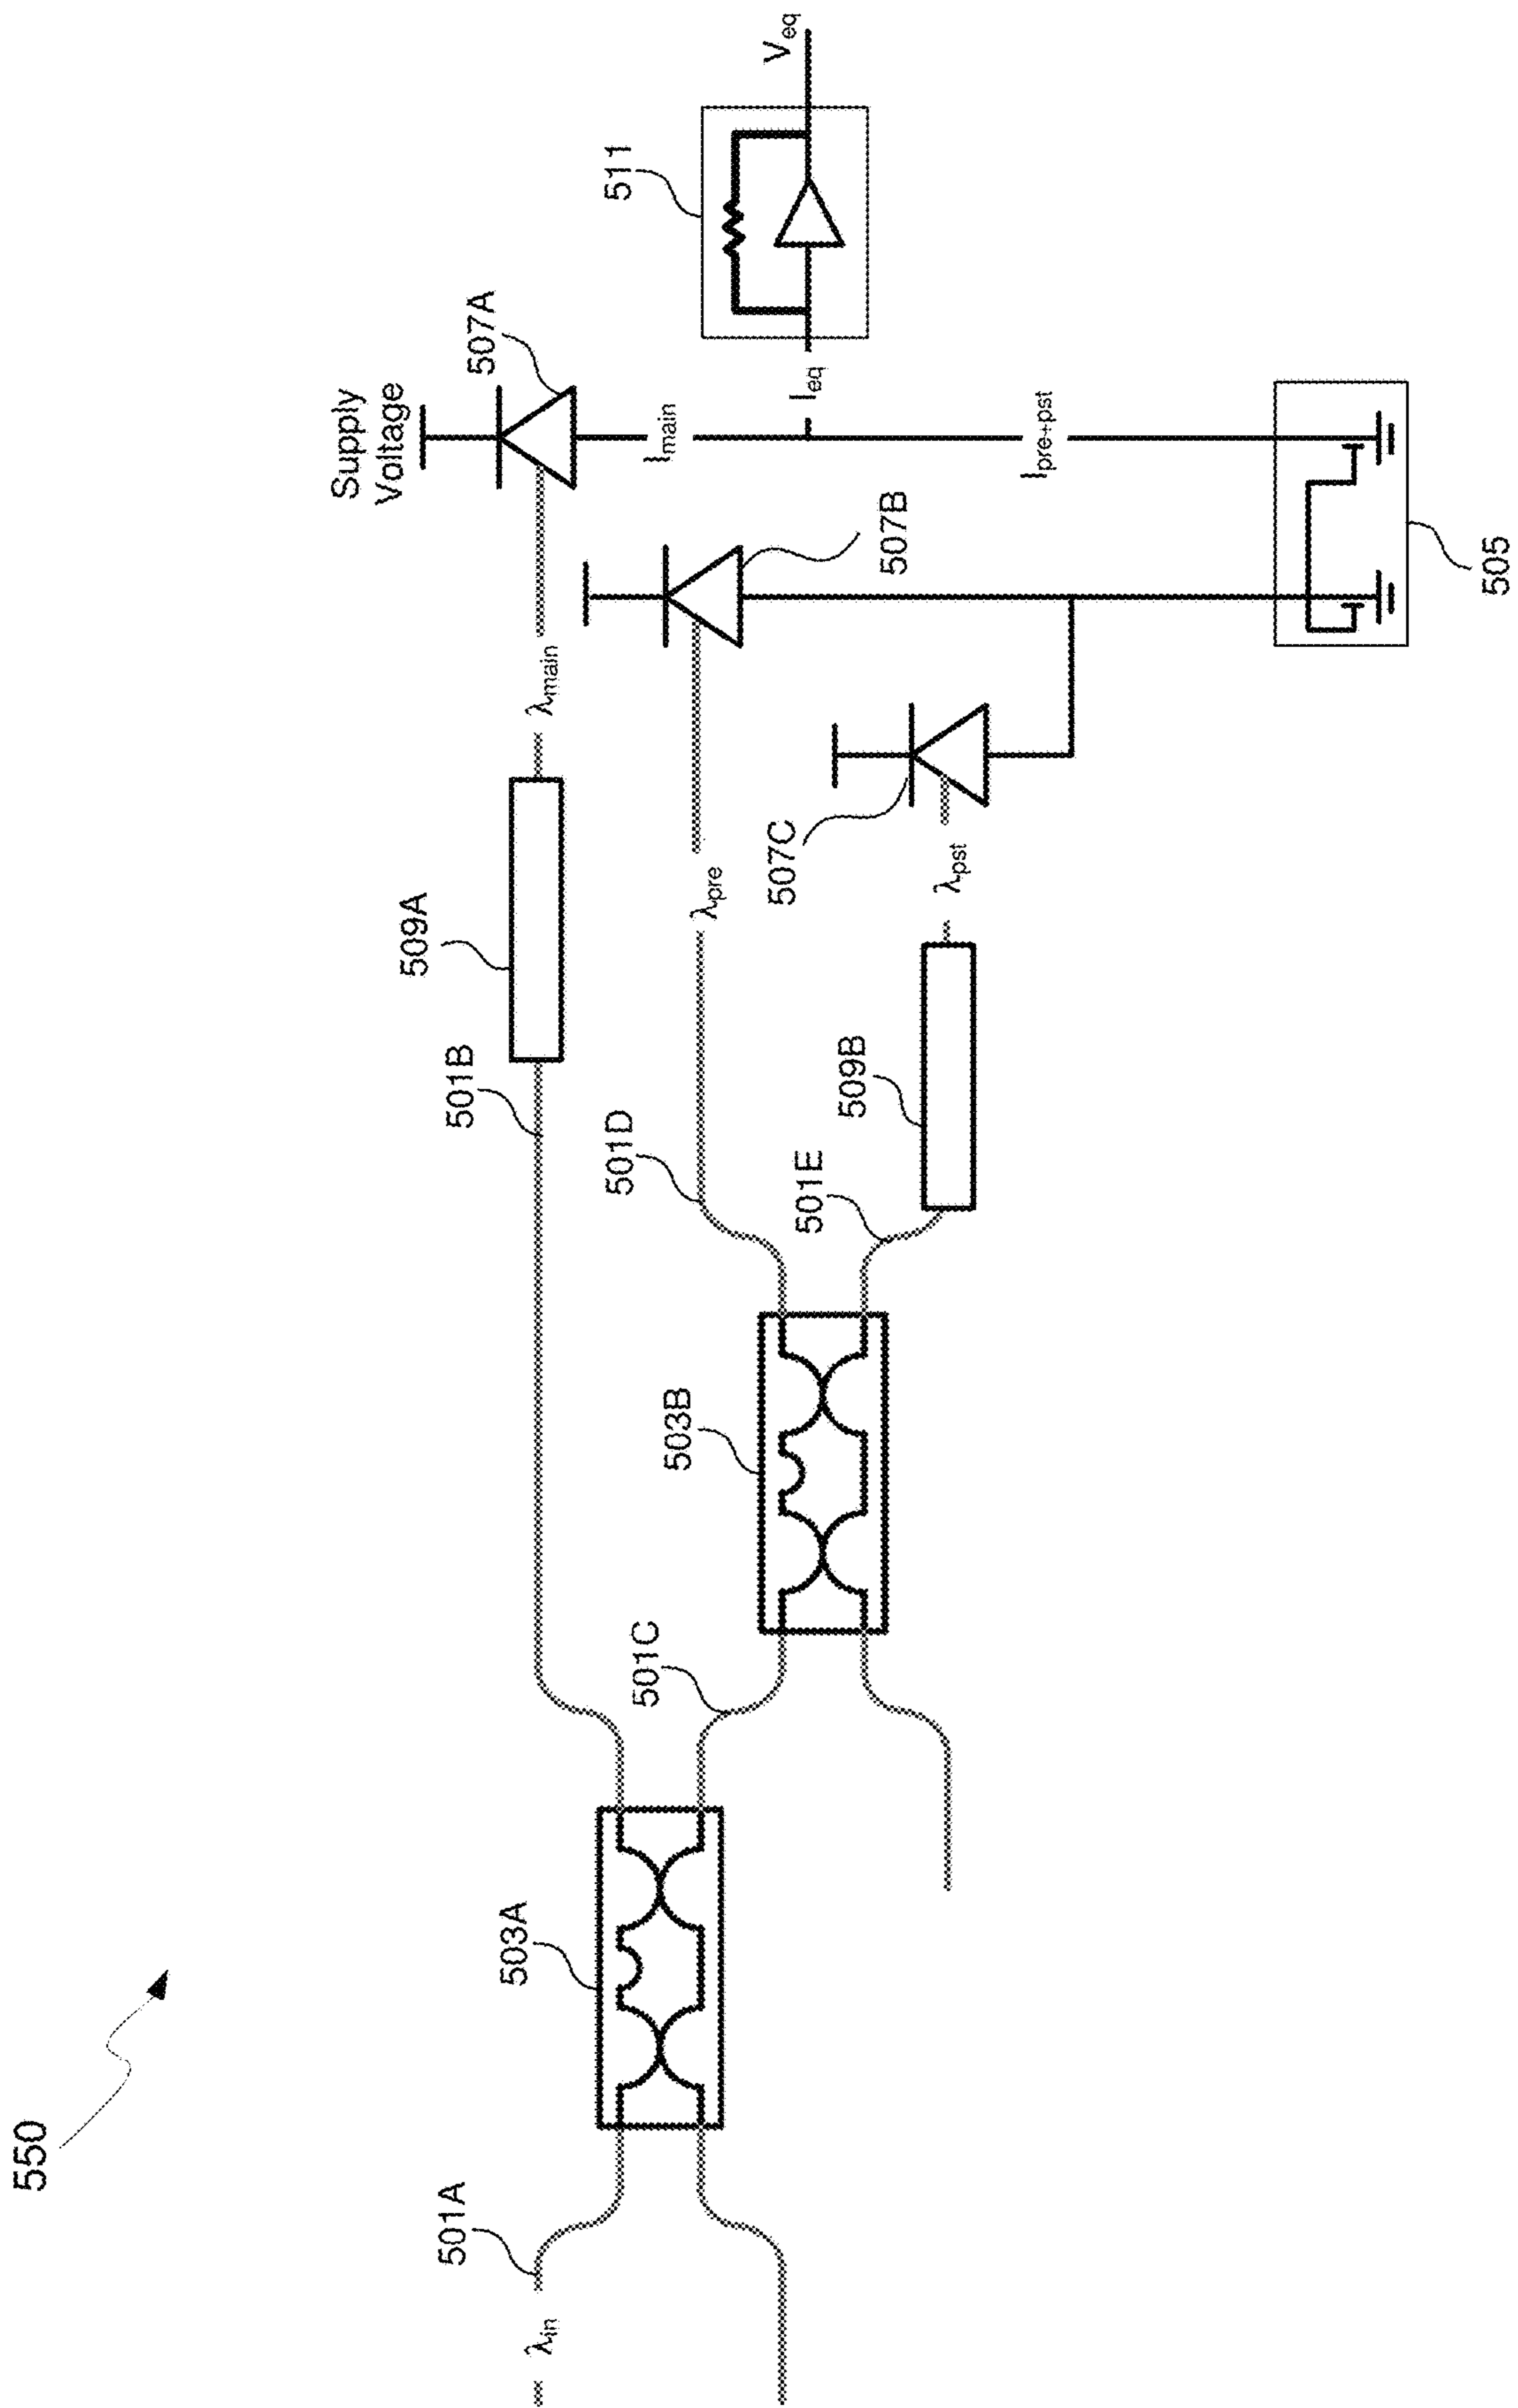 550
λin
501A
503A
501B
509A
λmain
Supply
Voltage
507A
Imain
Ieq
511
Veq
501C
503B
501D
λpre
507B
501E
509B
λpst
507C
Ipre+pst
505